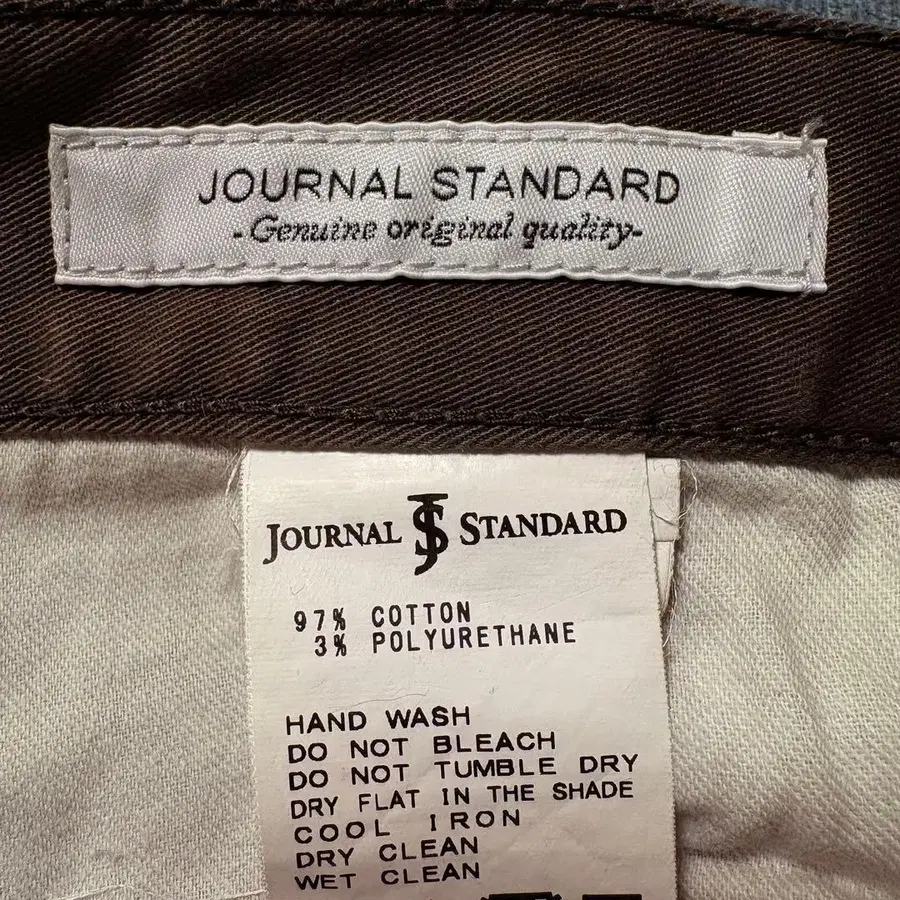 JOURNAL STANDARD
-Genuine original quality-
JOURNAL JS STANDARD
97% COTTON
3% POLYURETHANE
HAND WASH
DO NOT BLEACH
DO NOT TUMBLE DRY
DRY FLAT IN THE SHADE
COOL IRON
DRY CLEAN
WET CLEAN